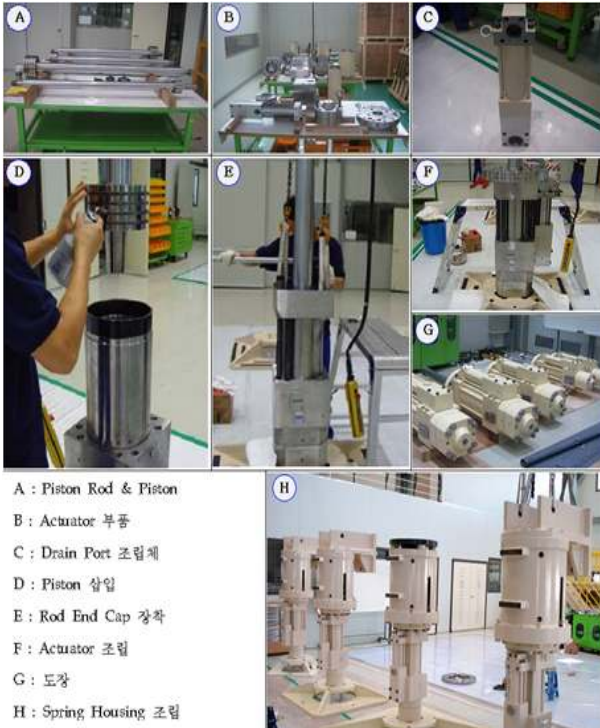 A
B
C
D
E
F
G
A : Piston Rod & Piston
B : Actuator 부품
C : Drain Port 조립체
D : Piston 삽입
E : Rod End Cap 장착
F : Actuator 조립
G : 도장
H : Spring Housing 조립
H